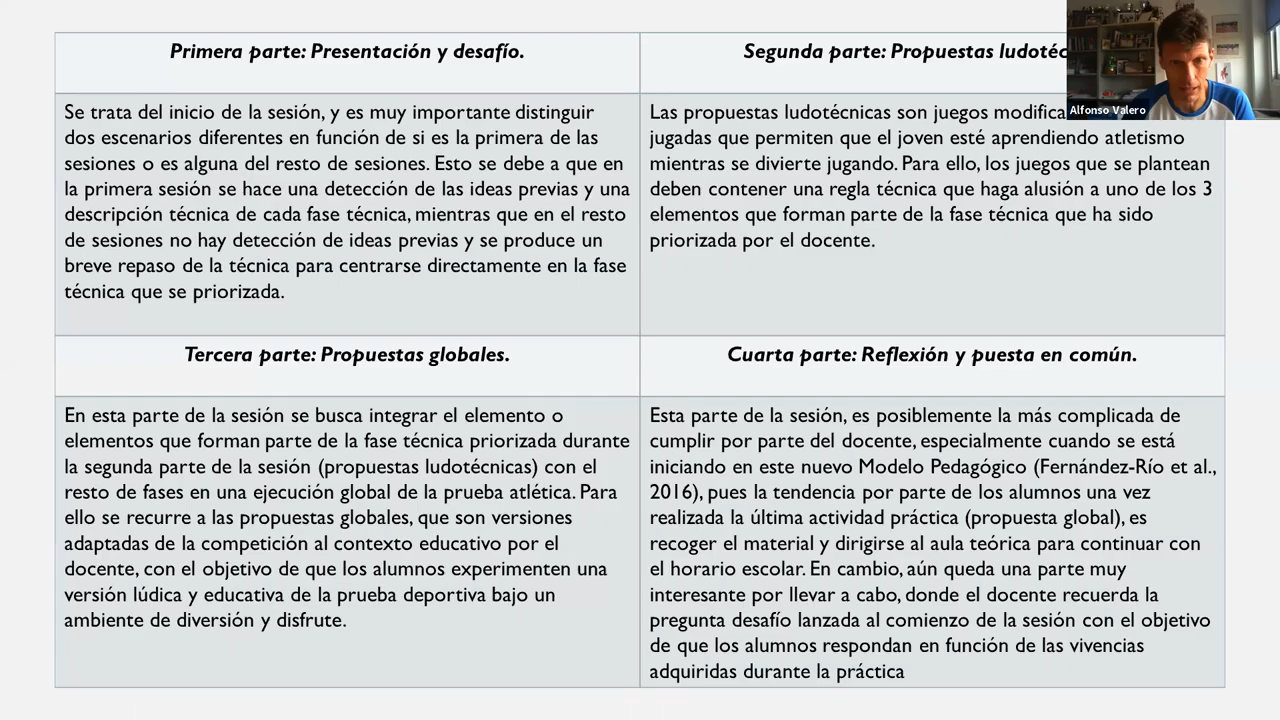 Primera parte: Presentación y desafío.
Se trata del inicio de la sesión, y es muy importante distinguir
dos escenarios diferentes en función de si es la primera de las
sesiones o es alguna del resto de sesiones. Esto se debe a que en
la primera sesión se hace una detección de las ideas previas y una
descripción técnica de cada fase técnica, mientras que en el resto
de sesiones no hay detección de ideas previas y se produce un
breve repaso de la técnica para centrarse directamente en la fase
técnica que se priorizada.
Segunda parte: Propuestas
Las propuestas ludotécnicas son juegos
jugadas que permiten que el joven esté aprendiendo atletismo
mientras se divierte jugando. Para ello, los juegos que se plantean
deben contener una regla técnica que haga alusión a uno de los 3
elementos que forman parte de la fase técnica que ha sido
priorizada por el docente.
Tercera parte: Propuestas globales.
En esta parte de la sesión se busca integrar el elemento o
elementos que forman parte de la fase técnica priorizada durante
la segunda parte de la sesión (propuestas ludotécnicas) con el
resto de fases en una ejecución global de la prueba atlética. Para
ello se recurre a las propuestas globales, que son versiones
adaptadas de la competición al contexto educativo por el
docente, con el objetivo de que los alumnos experimenten una
versión lúdica y educativa de la prueba deportiva bajo un
ambiente de diversión y disfrute.
Cuarta parte: Reflexión y puesta en común.
Esta parte de la sesión, es posiblemente la más complicada de
cumplir por parte del docente, especialmente cuando se está
iniciando en este nuevo Modelo Pedagógico (Fernández-Río et al.,
2016), pues la tendencia por parte de los alumnos una vez
realizada la última actividad práctica (propuesta global), es
recoger el material y dirigirse al aula teórica para continuar con
el horario escolar. En cambio, aún queda una parte muy
interesante por llevar a cabo, donde el docente recuerda la
pregunta desafío lanzada al comienzo de la sesión con el objetivo
de que los alumnos respondan en función de las vivencias
adquiridas durante la práctica
Alfonso Valero